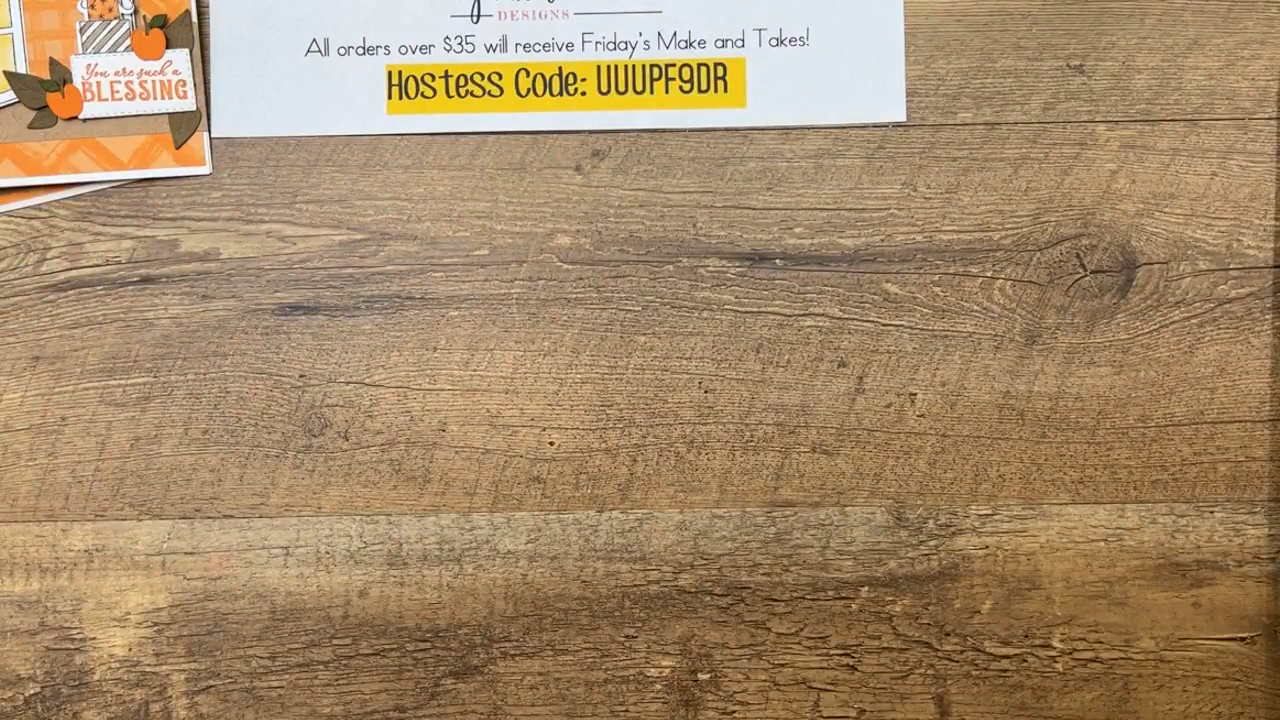 You are such a
BLESSING
DESIGNS
All orders over $35 will receive Friday's Make and Takes!
Hostess Code: UUUPF9DR